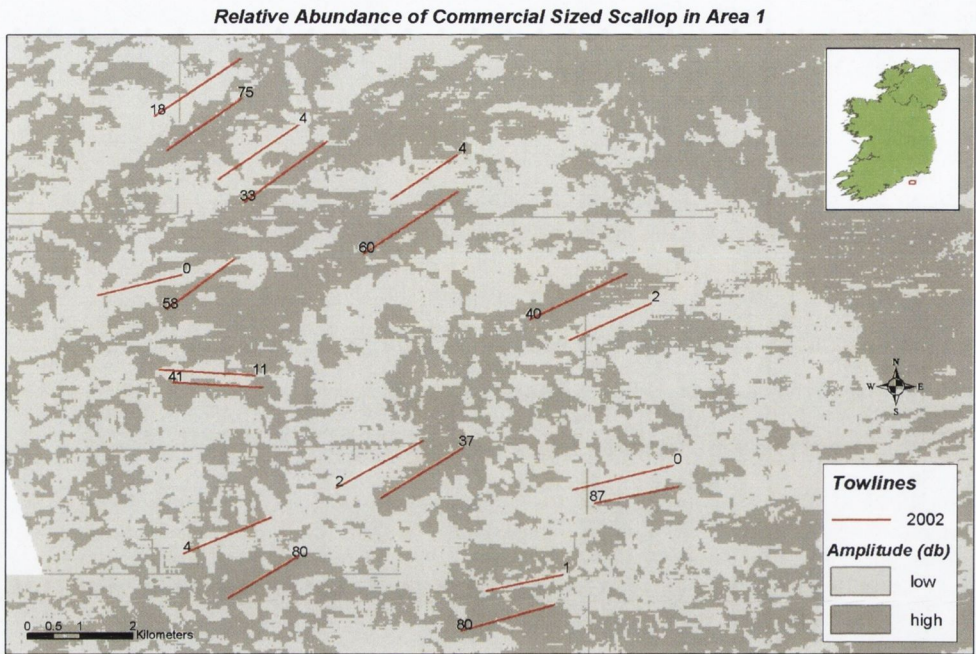 Relative Abundance of Commercial Sized Scallop in Area 1
18
75
4
33
4
60
0
58
40
2
11
41
N
W E
S
37
2
0
87
4
80
1
80
Towlines
2002
Amplitude (db)
low
high
0 0.5 1 2
Kilometers